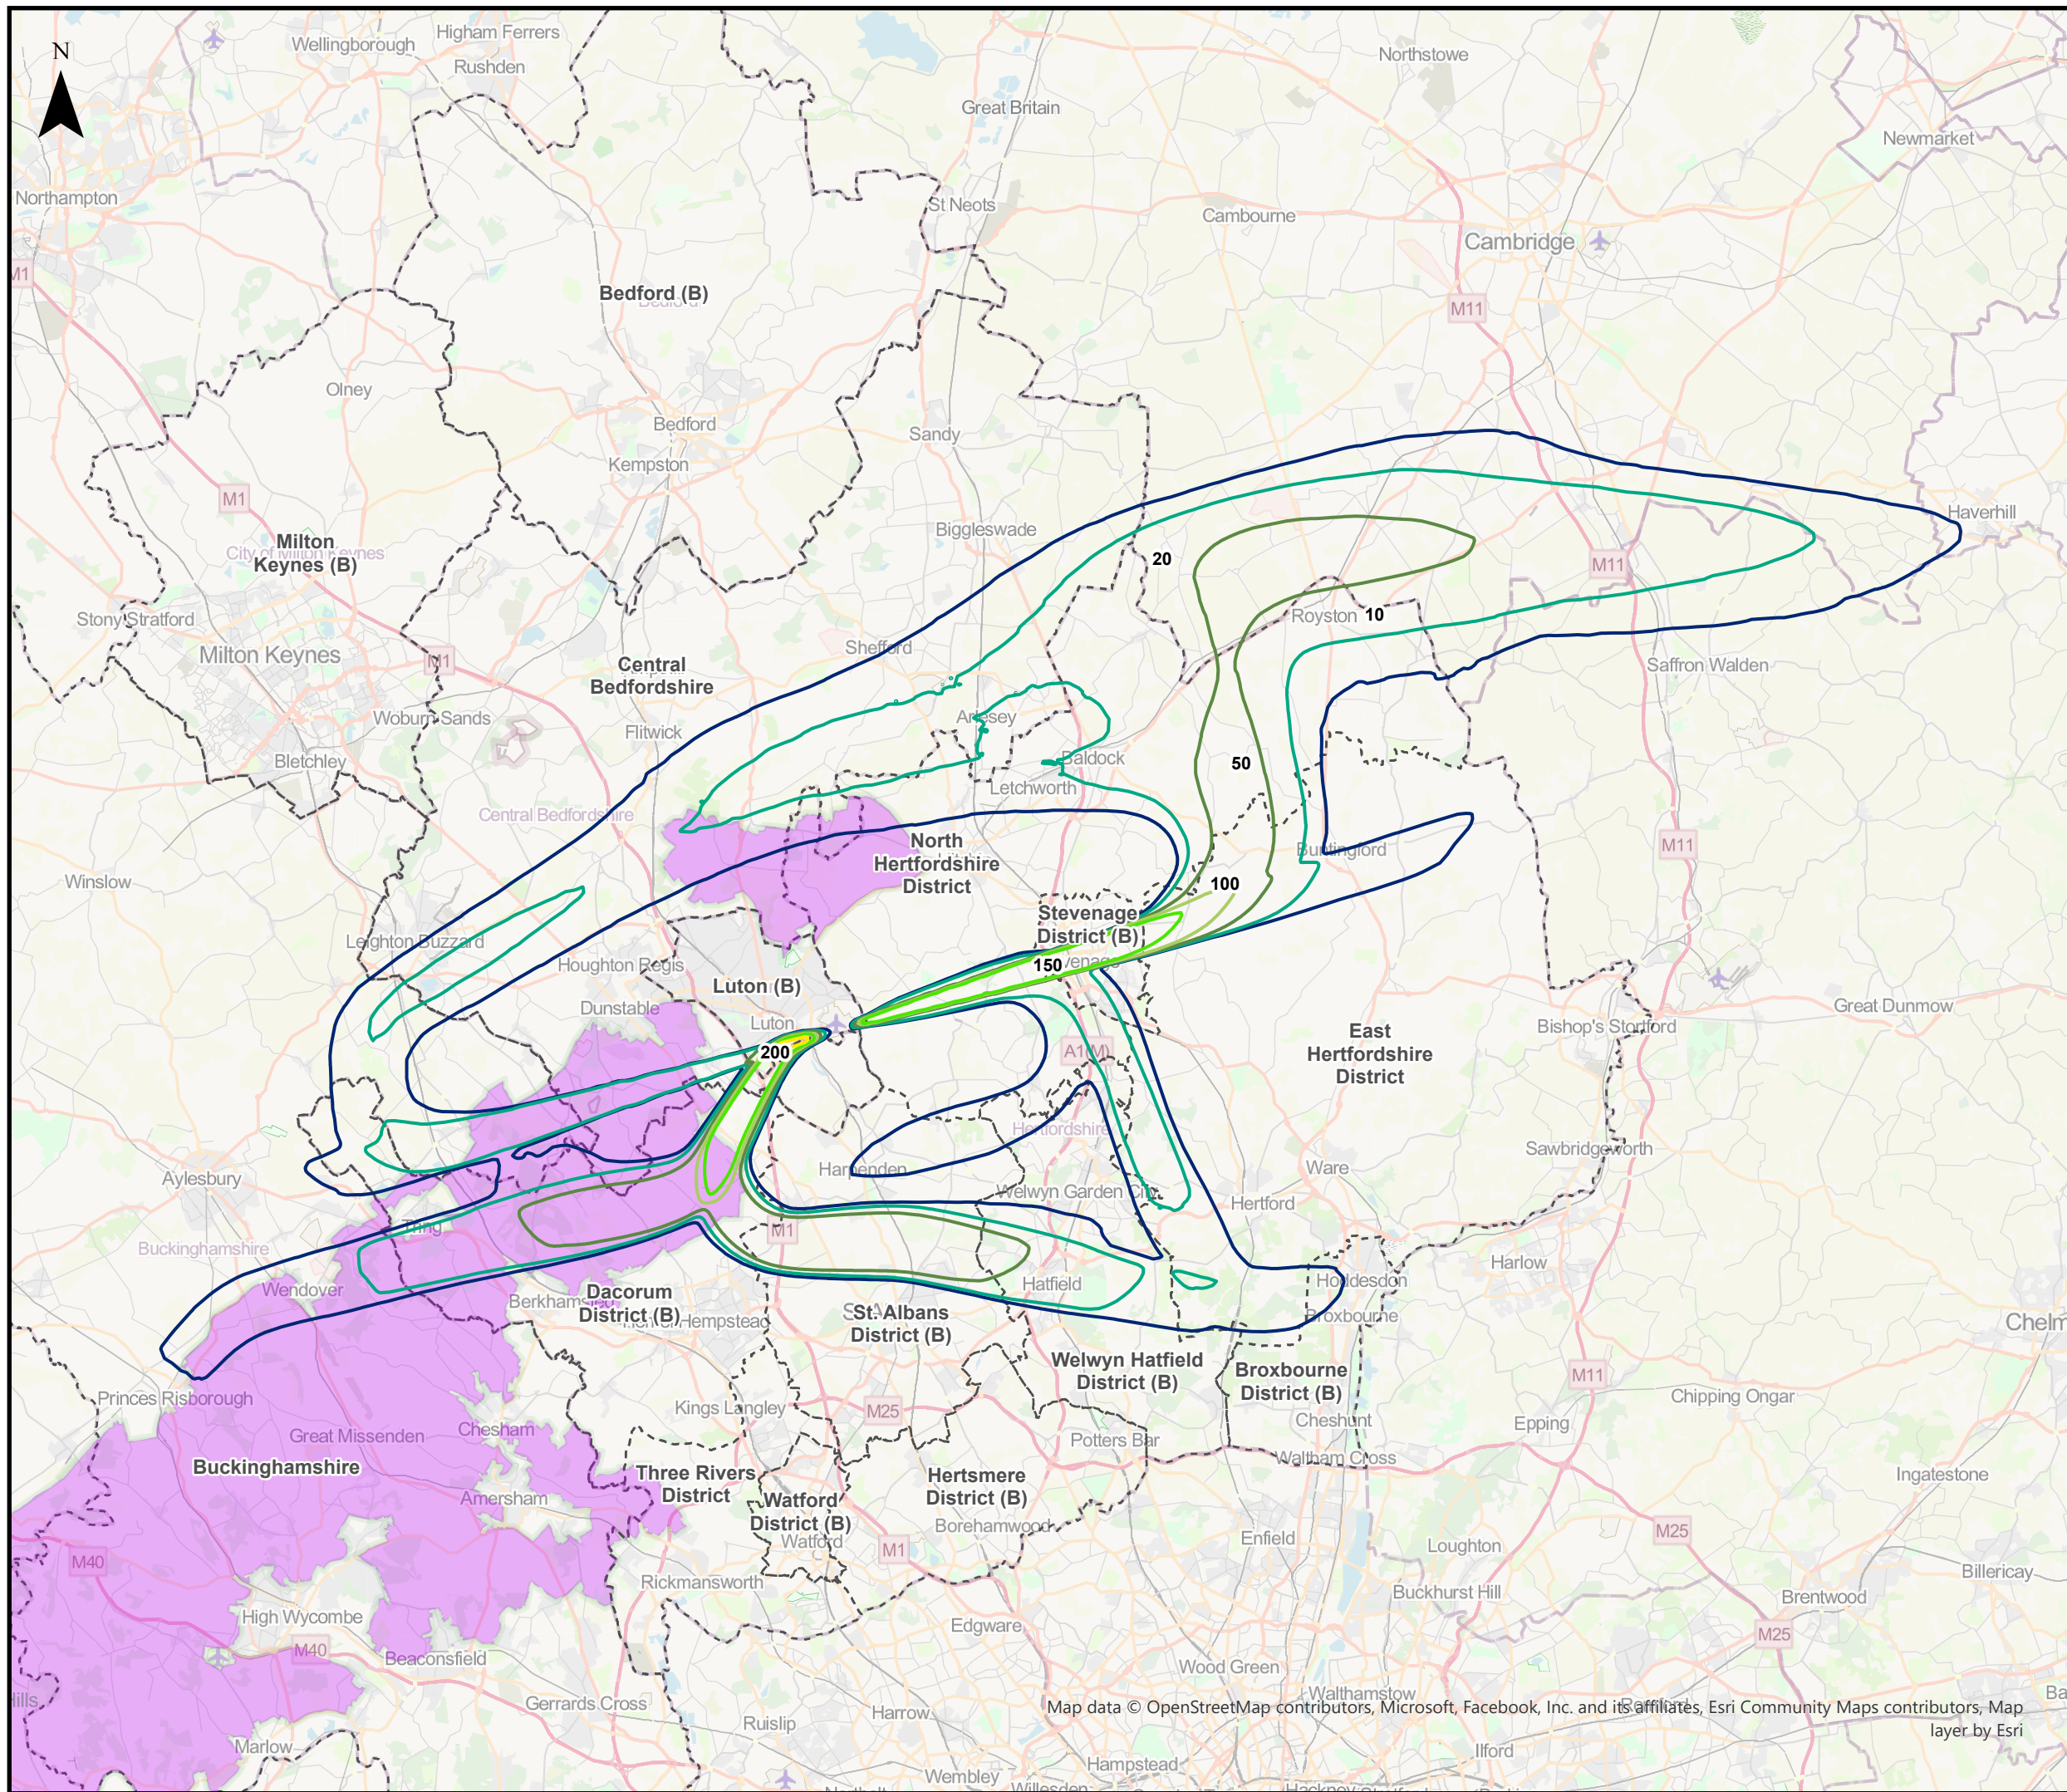 N
Wellingborough
Higham Ferrers
Rushden
Great Britain
Northstowe
Newmarket
Northampton
St Neots
Cambourne
Cambridge
M1
Bedford (B)
M11
Olney
Bedford
Kempston
Sandy
M1
Biggleswade
Haverhill
Milton
Keynes (B)
City of Milton Keynes
20
M11
Stony Stratford
Royston
10
Milton Keynes
M1
Shefford
Central
Bedfordshire
Saffron Walden
Woburn Sands
Flitwick
Arlesey
Bletchley
Baldock
50
Letchworth
Central Bedfordshire
North
Hertfordshire
District
Buntingford
M11
Winslow
100
Stevenage
District (B)
Leighton Buzzard
Houghton Regis
150
Luton (B)
Dunstable
Luton
Great Dunmow
Bishop's Stortford
200
A1(M)
East
Hertfordshire
District
Hertfordshire
Sawbridgeworth
Aylesbury
Harpenden
Ware
Welwyn Garden City
Hertford
Tring
M1
Buckinghamshire
Harlow
Wendover
Hatfield
Hoddesdon
Berkhamsted
Dacorum
District (B)
Hemel Hempstead
St. Albans
District (B)
Broxbourne
Chelm
Welwyn Hatfield
District (B)
Broxbourne
District (B)
M11
Princes Risborough
Kings Langley
M25
Chipping Ongar
Great Missenden
Chesham
Cheshunt
Epping
Potters Bar
Waltham Cross
Buckinghamshire
Three Rivers
District
Hertsmere
District (B)
Ingatestone
Amersham
Watford
District (B)
Watford
Borehamwood
Enfield
M25
Loughton
M40
M1
Rickmansworth
Buckhurst Hill
Billericay
Brentwood
High Wycombe
Edgware
M25
M40
Beaconsfield
Wood Green
Gerrards Cross
Walthamstow
Harrow
Ruislip
Map data © OpenStreetMap contributors, Microsoft, Facebook, Inc. and its affiliates, Esri Community Maps contributors, Map
layer by Esri
Marlow
Hampstead
Ilford
Wembley
Willesden
Hackney